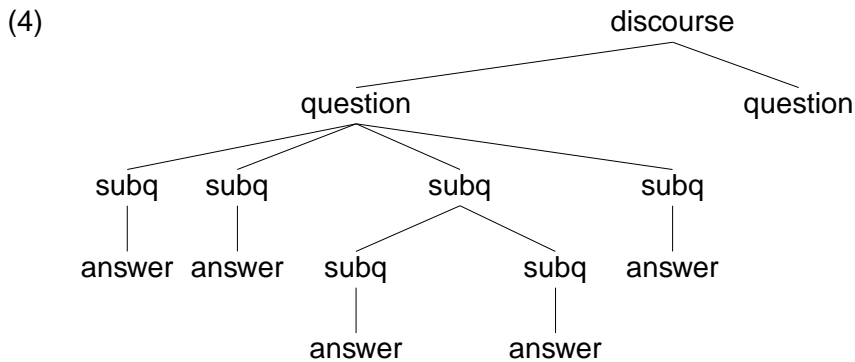 (4) discourse
question question
subq subq subq subq
answer answer subq subq answer
answer answer